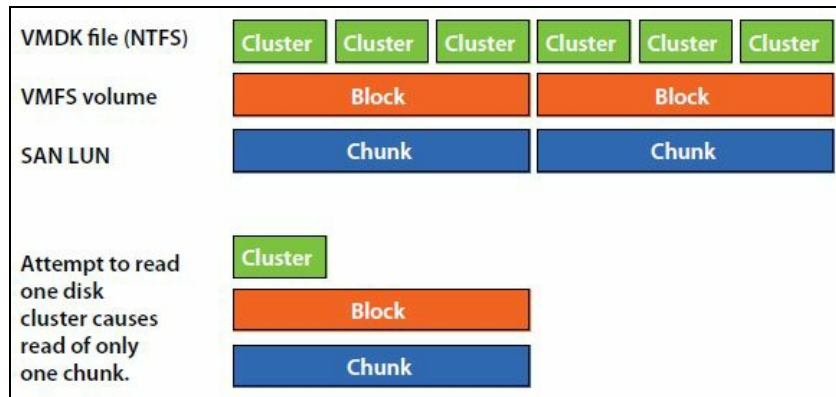 VMDK file (NTFS) Cluster Cluster Cluster Cluster Cluster Cluster
VMFS volume Block Block
SAN LUN Chunk Chunk
Cluster
Attempt to read
one disk
cluster causes
read of only
one chunk.
Block
Chunk